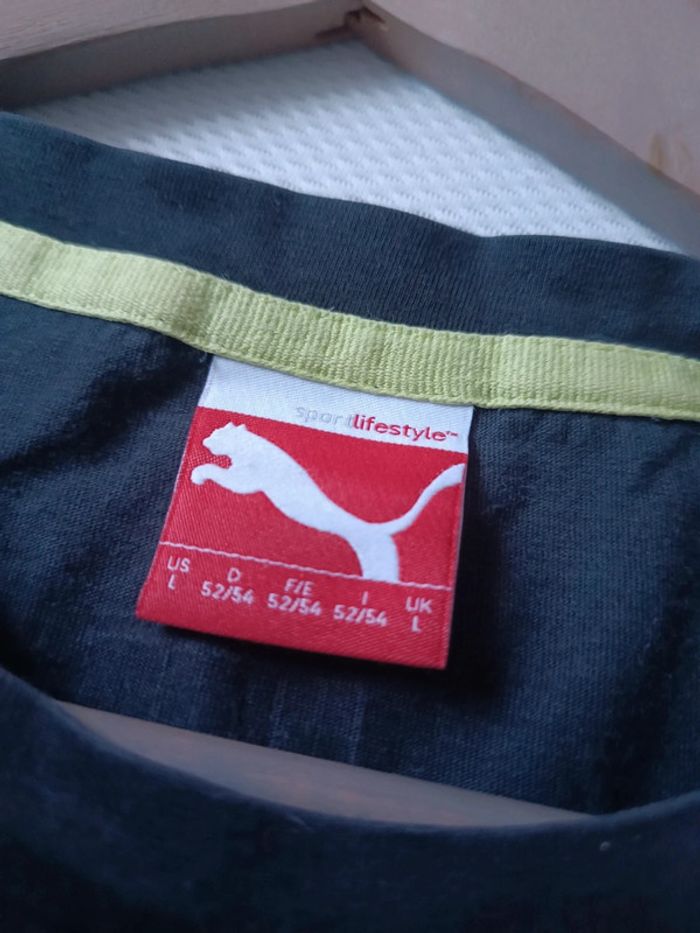 sportlifestyle™
US D F/E I UK
L 52/54 52/54 52/54 L